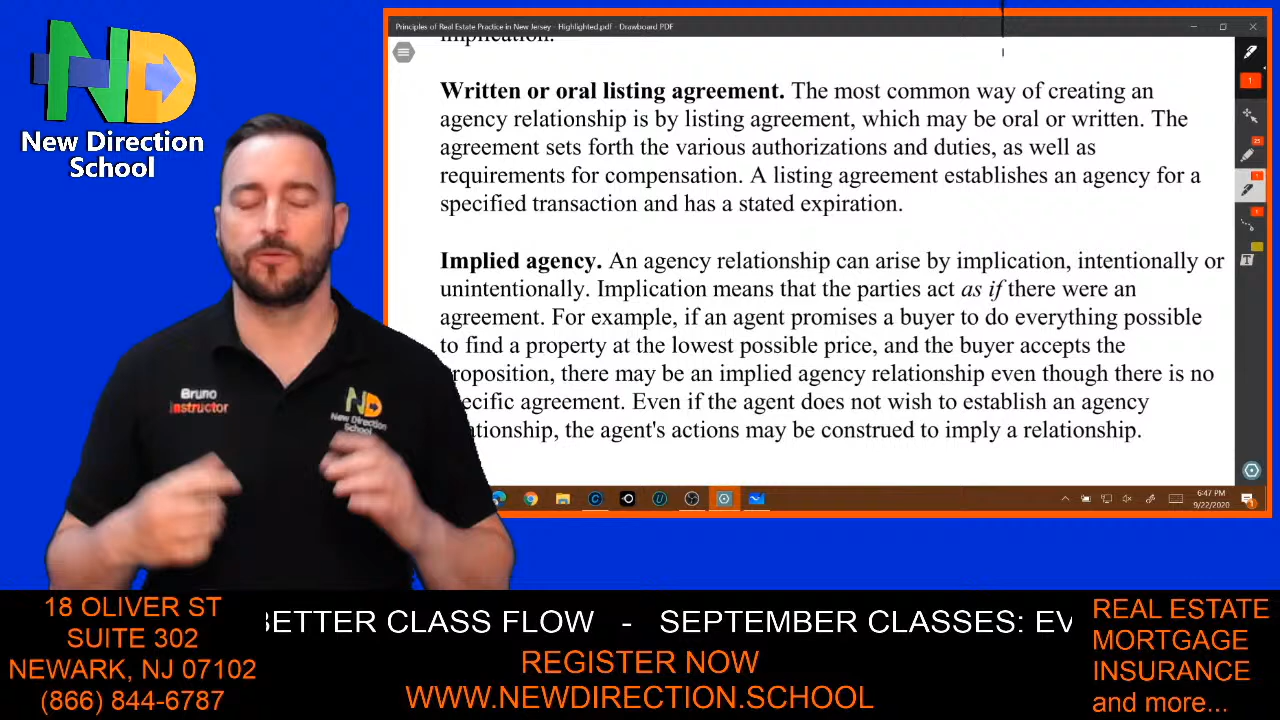 ND
New Direction
School
Principles of Real Estate Practice in New Jersey - Highlighted.pdf - Drawboard PDF
implication.
Written or oral listing agreement. The most common way of creating an
agency relationship is by listing agreement, which may be oral or written. The
agreement sets forth the various authorizations and duties, as well as
requirements for compensation. A listing agreement establishes an agency for a
specified transaction and has a stated expiration.
Implied agency. An agency relationship can arise by implication, intentionally or
unintentionally. Implication means that the parties act as if there were an
agreement. For example, if an agent promises a buyer to do everything possible
to find a property at the lowest possible price, and the buyer accepts the
roposition, there may be an implied agency relationship even though there is no
ecific agreement. Even if the agent does not wish to establish an agency
ationship, the agent's actions may be construed to imply a relationship.
Bruno
Instructor
ND
New Direction
School
6:47 PM
9/22/2020
18 OLIVER ST
SUITE 302
NEWARK, NJ 07102
(866) 844-6787
BETTER CLASS FLOW - SEPTEMBER CLASSES: EV
REGISTER NOW
WWW.NEWDIRECTION.SCHOOL
REAL ESTATE
MORTGAGE
INSURANCE
and more...